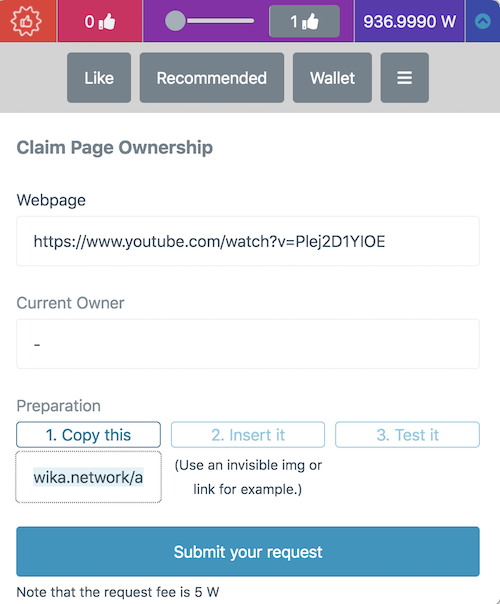 0 1 936.9990 W
Like Recommended Wallet
Claim Page Ownership
Webpage
https://www.youtube.com/watch?v=Plej2D1YlOE
Current Owner
-
Preparation
1. Copy this 2. Insert it 3. Test it
wika.network/a (Use an invisible img or
link for example.)
Submit your request
Note that the request fee is 5 W